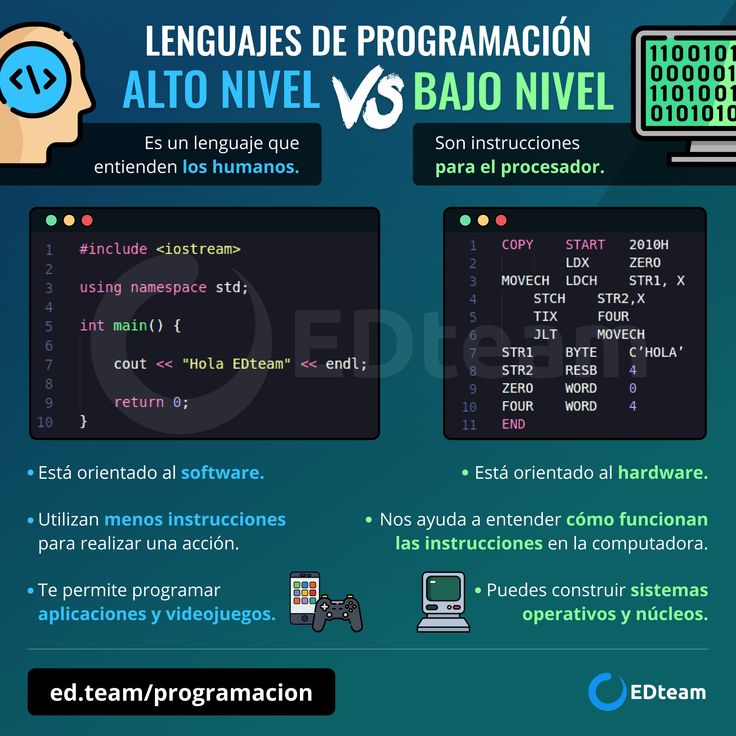 LENGUAJES DE PROGRAMACIÓN
ALTO NIVEL VS BAJO NIVEL
</>
1100101
000001
1101001
0101010
Es un lenguaje que
entienden los humanos.
Son instrucciones
para el procesador.
1 #include <iostream>
2
3 using namespace std;
4
5 int main() {
6
7 cout << "Hola EDteam" << endl;
8
9 return 0;
10 }
1 COPY START 2010H
2 LDX ZERO
3 MOVECH LDCH STR1, X
4 STCH STR2,X
5 TIX FOUR
6 JLT MOVECH
7 STR1 BYTE C'HOLA'
8 STR2 RESB 4
9 ZERO WORD 0
10 FOUR WORD 4
11 END
EDteam
• Está orientado al software.
• Utilizan menos instrucciones
para realizar una acción.
• Te permite programar
aplicaciones y videojuegos.
• Está orientado al hardware.
• Nos ayuda a entender cómo funcionan
las instrucciones en la computadora.
• Puedes construir sistemas
operativos y núcleos.
ed.team/programacion
EDteam